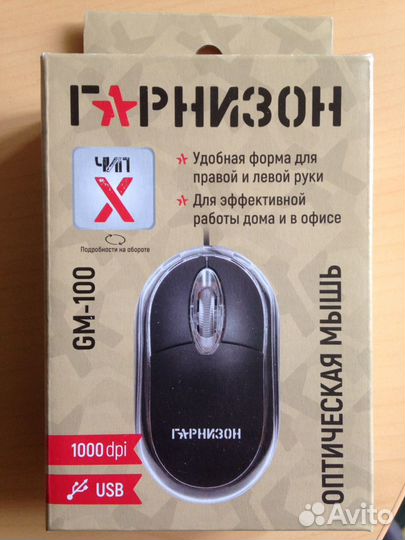 ГАРНИЗОН
ЧИП
X
Подробности на обороте
Удобная форма для
правой и левой руки
Для эффективной
работы дома и в офисе
GM-100
ОПТИЧЕСКАЯ МЫШЬ
ГАРНИЗОН
1000 dpi
USB
Avito